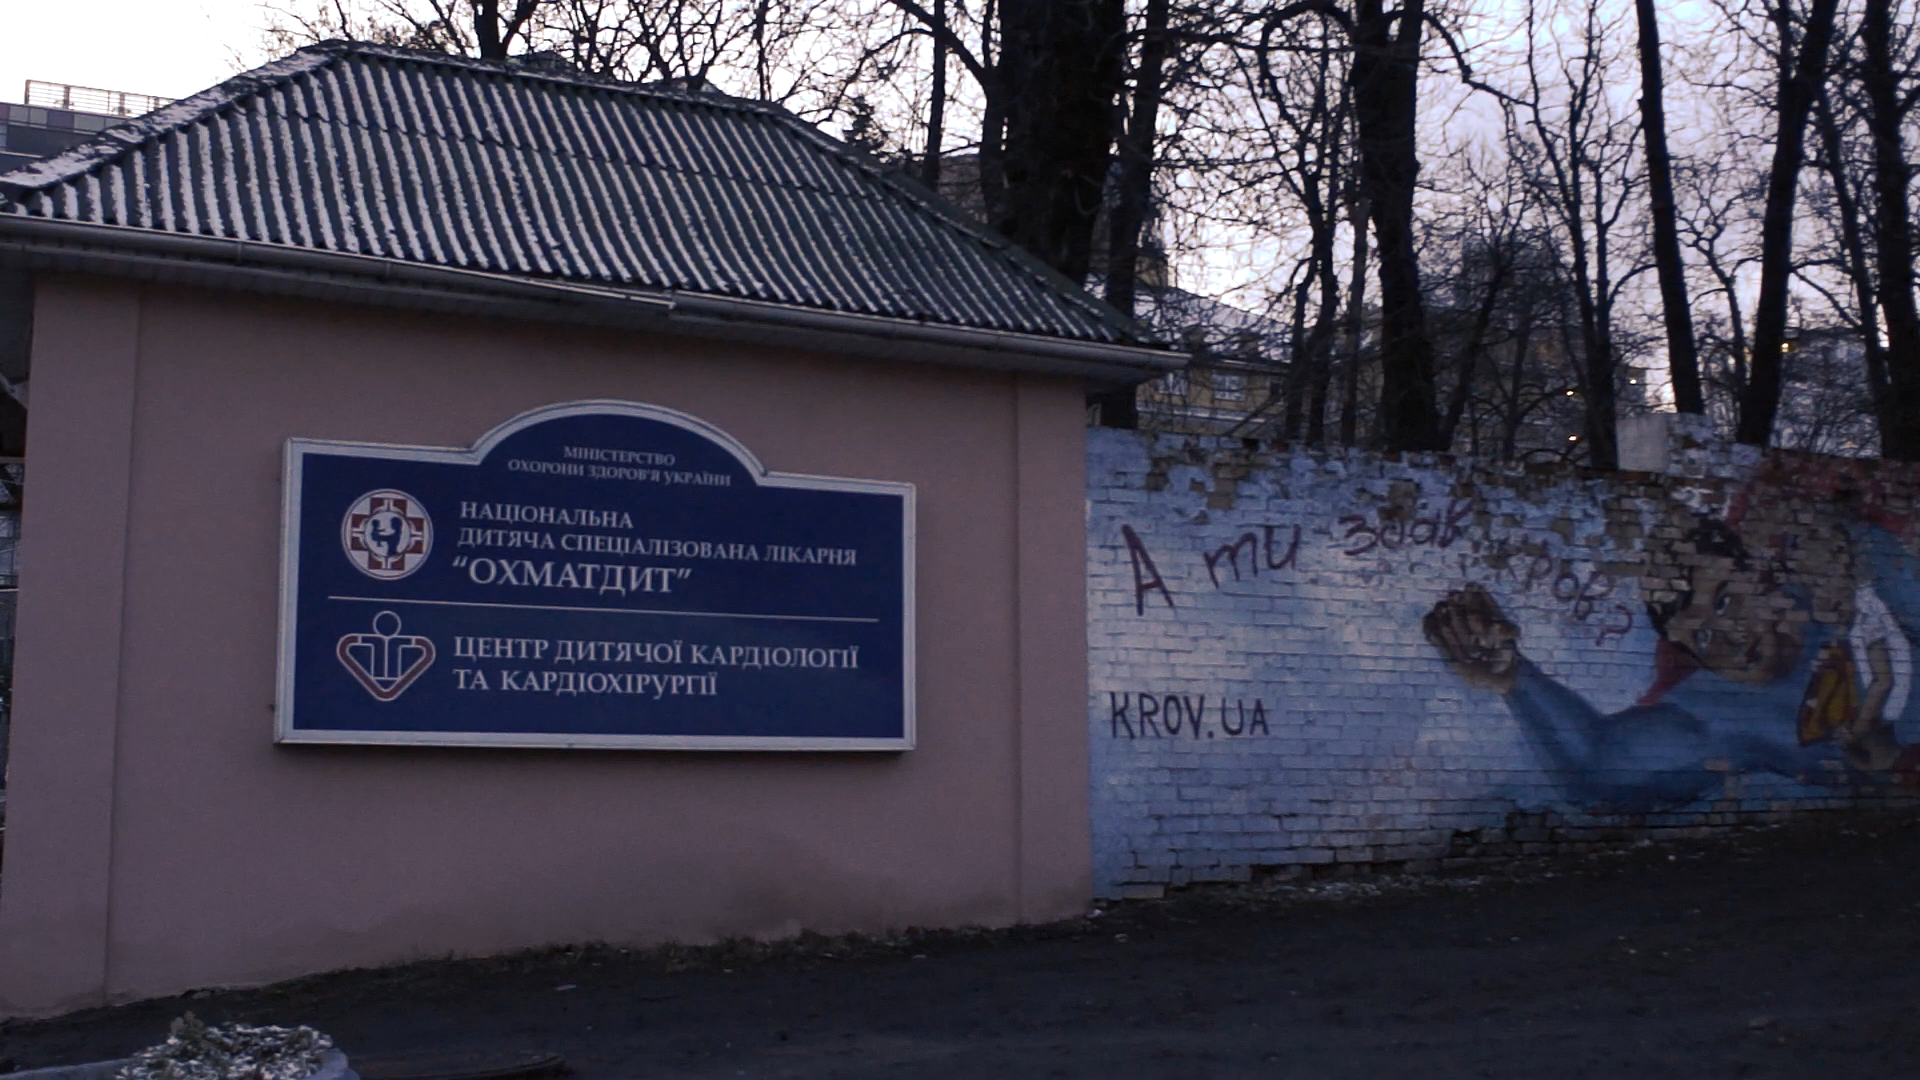 МІНІСТЕРСТВО
ОХОРОНИ ЗДОРОВ'Я УКРАЇНИ
НАЦІОНАЛЬНА
ДИТЯЧА СПЕЦІАЛІЗОВАНА ЛІКАРНЯ
“ОХМАТДИТ”
ЦЕНТР ДИТЯЧОЇ КАРДІОЛОГІЇ
ТА КАРДІОХІРУРГІЇ
А ти здав кров?
KROV.UA